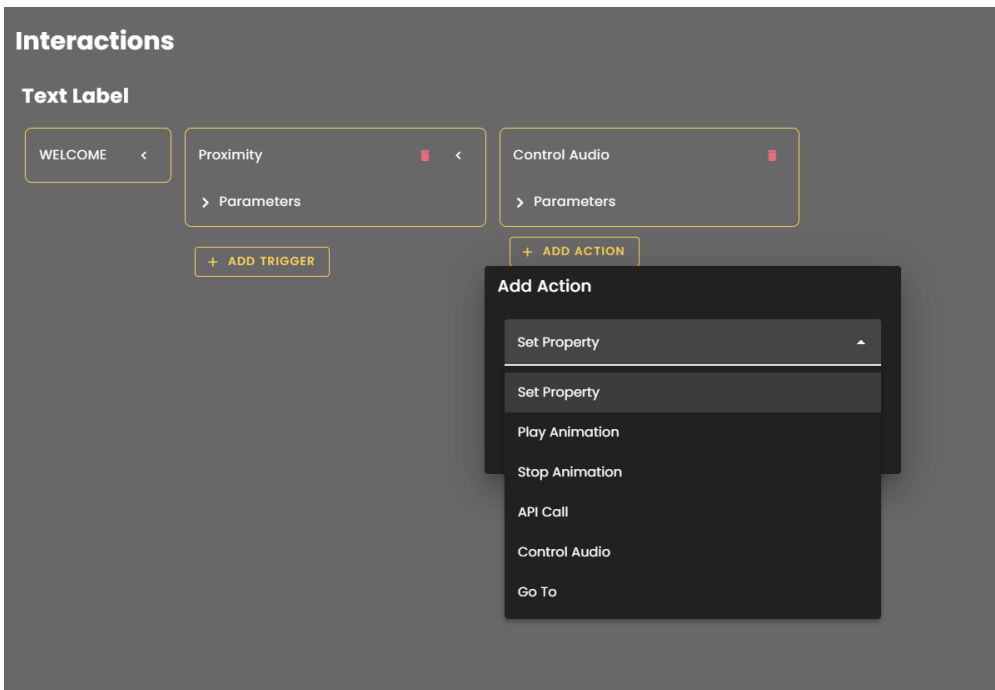 Interactions
Text Label
WELCOME
Proximity
Parameters
+ ADD TRIGGER
Control Audio
Parameters
+ ADD ACTION
Add Action
Set Property
Set Property
Play Animation
Stop Animation
API Call
Control Audio
Go To